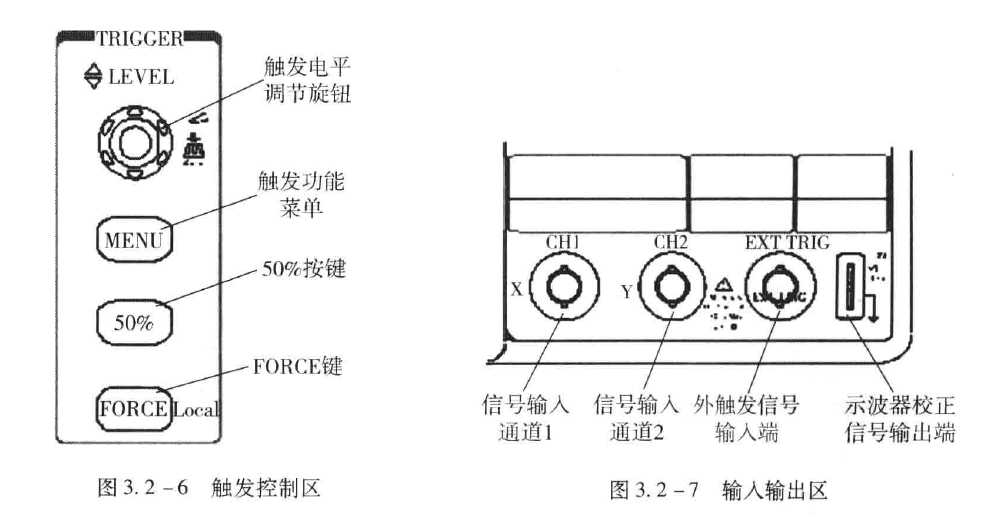 TRIGGER
LEVEL
触发电平
调节旋钮
触发功能
菜单
MENU
50%按键
50%
FORCE键
FORCE Local
图 3.2-6 触发控制区
CH1
CH2
EXT TRIG
X
Y
信号输入
通道1
信号输入
通道2
外触发信号
输入端
示波器校正
信号输出端
图 3.2-7 输入输出区